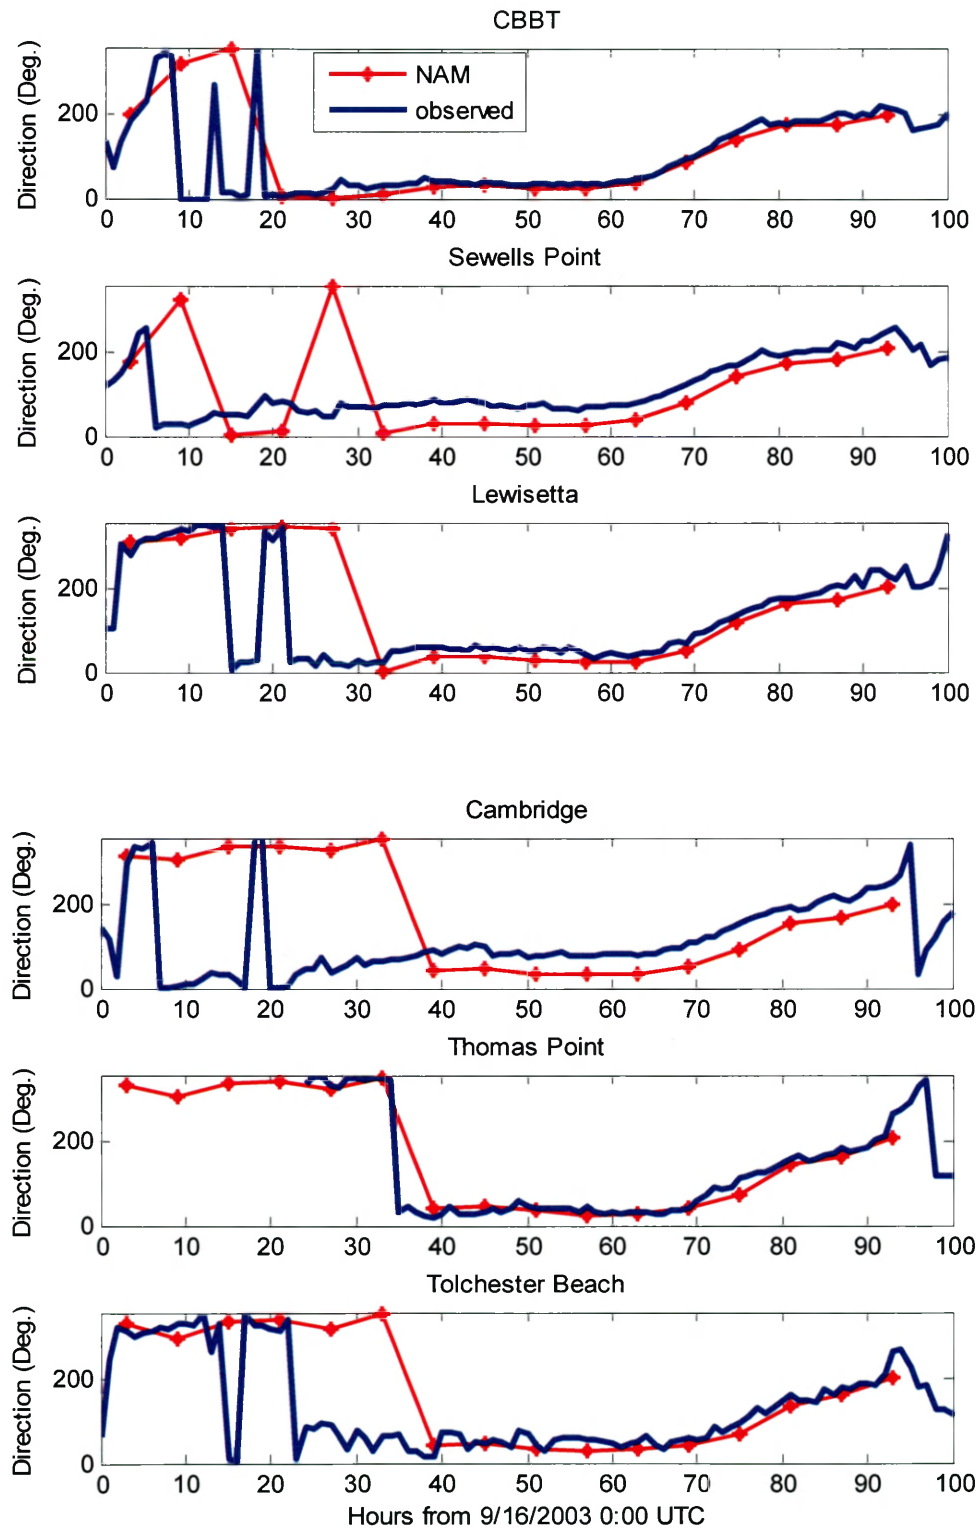 CBBT
NAM
observed
Direction (Deg.)
200
0
0 10 20 30 40 50 60 70 80 90 100
Sewells Point
Direction (Deg.)
200
0
0 10 20 30 40 50 60 70 80 90 100
Lewisetta
Direction (Deg.)
200
0
0 10 20 30 40 50 60 70 80 90 100
Cambridge
Direction (Deg.)
200
0
0 10 20 30 40 50 60 70 80 90 100
Thomas Point
Direction (Deg.)
200
0
0 10 20 30 40 50 60 70 80 90 100
Tolchester Beach
Direction (Deg.)
200
0
0 10 20 30 40 50 60 70 80 90 100
Hours from 9/16/2003 0:00 UTC